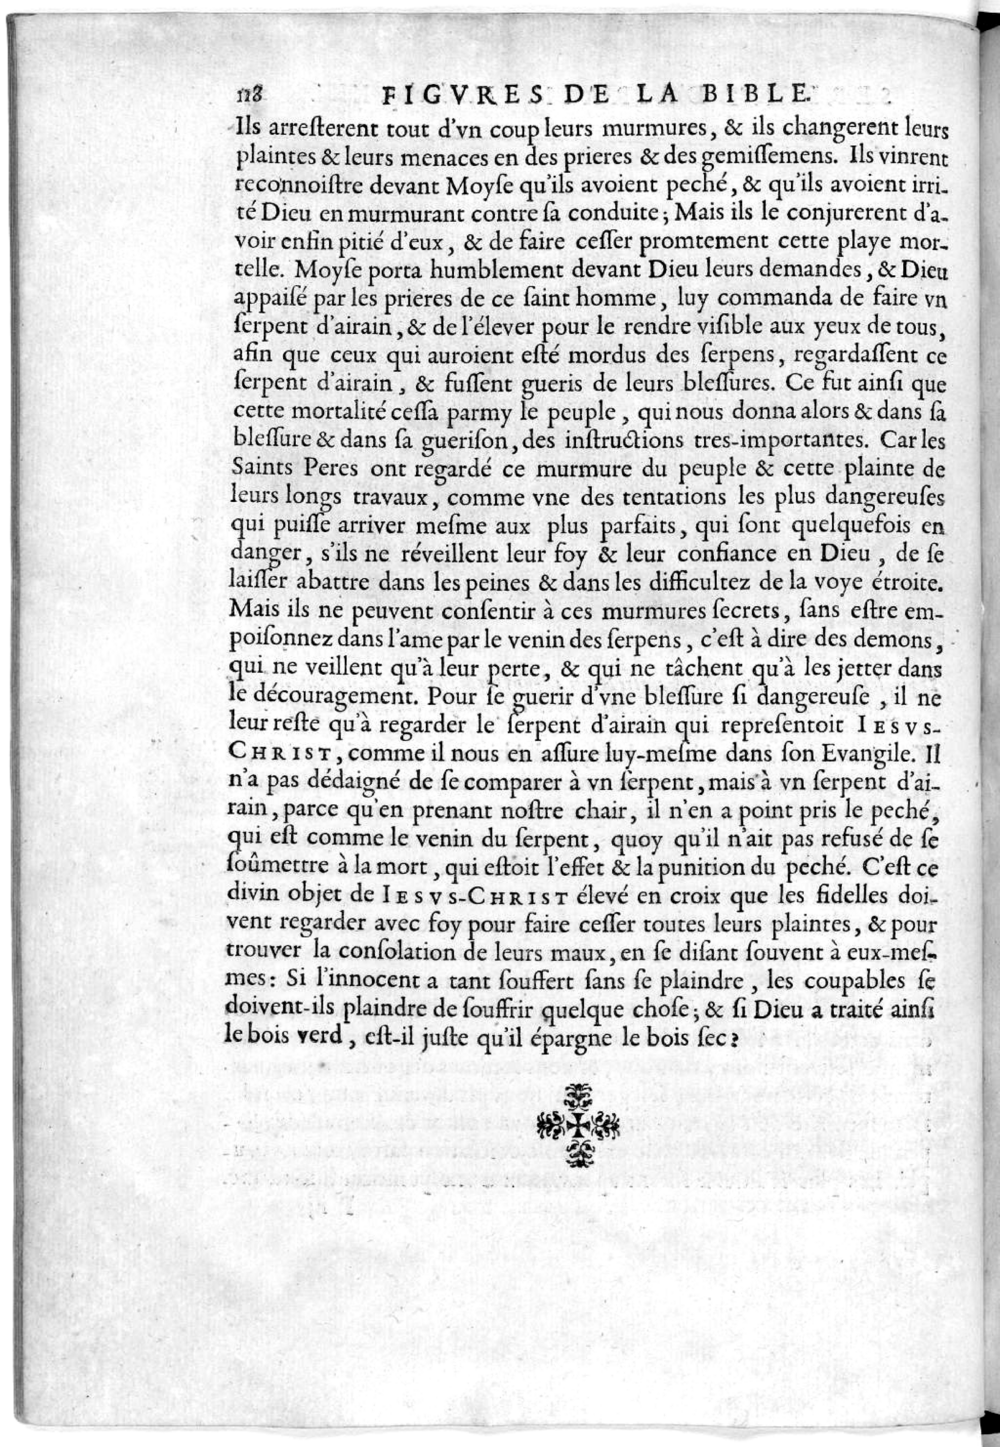 118 FIGVRES DE LA BIBLE.
Ils arreſterent tout d'vn coup leurs murmures, & ils changerent leurs
plaintes & leurs menaces en des prieres & des gemiſſemens. Ils vinrent
reconnoiſtre devant Moyſe qu'ils avoient peché, & qu'ils avoient irri-
té Dieu en murmurant contre ſa conduite; Mais ils le conjurerent d'a-
voir enfin pitié d'eux, & de faire ceſſer promtement cette playe mor-
telle. Moyſe porta humblement devant Dieu leurs demandes, & Dieu
appaiſé par les prieres de ce ſaint homme, luy commanda de faire vn
ſerpent d'airain, & de l'élever pour le rendre viſible aux yeux de tous,
afin que ceux qui auroient eſté mordus des ſerpens, regardaſſent ce
ſerpent d'airain, & fuſſent gueris de leurs bleſſures. Ce fut ainſi que
cette mortalité ceſſa parmy le peuple, qui nous donna alors & dans ſa
bleſſure & dans ſa gueriſon, des inſtructions tres-importantes. Car les
Saints Peres ont regardé ce murmure du peuple & cette plainte de
leurs longs travaux, comme vne des tentations les plus dangereuſes
qui puiſſe arriver meſme aux plus parfaits, qui ſont quelquefois en
danger, s'ils ne réveillent leur foy & leur confiance en Dieu, de ſe
laiſſer abattre dans les peines & dans les difficultez de la voye étroite.
Mais ils ne peuvent conſentir à ces murmures ſecrets, ſans eſtre em-
poiſonnez dans l'ame par le venin des ſerpens, c'eſt à dire des demons,
qui ne veillent qu'à leur perte, & qui ne tâchent qu'à les jetter dans
le découragement. Pour ſe guerir d'vne bleſſure ſi dangereuſe, il ne
leur reſte qu'à regarder le ſerpent d'airain qui repreſentoit IESVS-
CHRIST, comme il nous en aſſure luy-meſme dans ſon Evangile. Il
n'a pas dédaigné de ſe comparer à vn ſerpent, mais à vn ſerpent d'ai-
rain, parce qu'en prenant noſtre chair, il n'en a point pris le peché,
qui eſt comme le venin du ſerpent, quoy qu'il n'ait pas refusé de ſe
ſoûmettre à la mort, qui eſtoit l'effet & la punition du peché. C'eſt ce
divin objet de IESVS-CHRIST élevé en croix que les fidelles doi-
vent regarder avec foy pour faire ceſſer toutes leurs plaintes, & pour
trouver la conſolation de leurs maux, en ſe diſant ſouvent à eux-meſ-
mes: Si l'innocent a tant ſouffert ſans ſe plaindre, les coupables ſe
doivent-ils plaindre de ſouffrir quelque choſe; & ſi Dieu a traité ainſi
le bois verd, eſt-il juſte qu'il épargne le bois ſec?